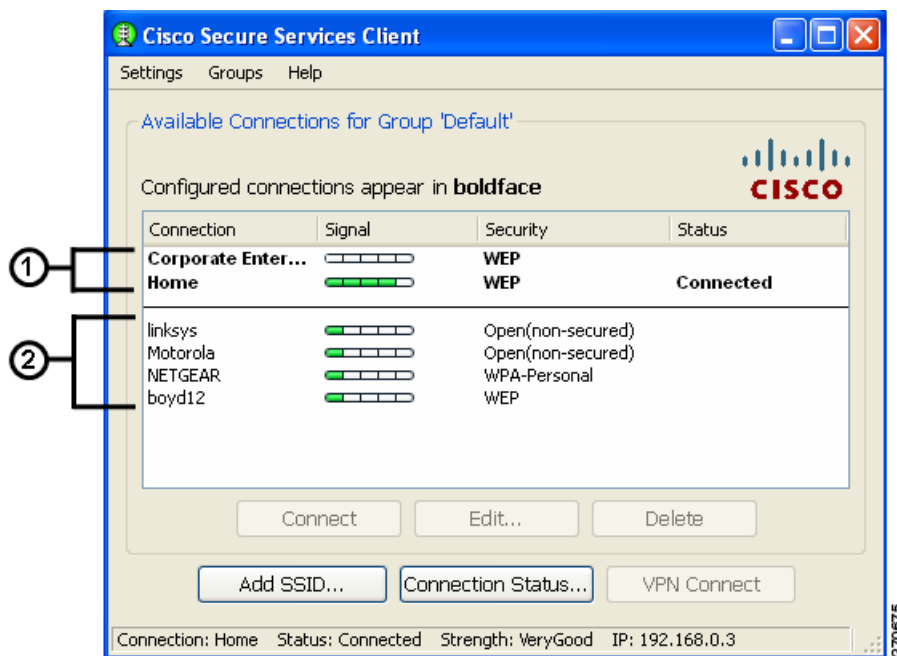 Cisco Secure Services Client
Settings Groups Help
Available Connections for Group 'Default'
CISCO
Configured connections appear in boldface
Connection Signal Security Status
1
Corporate Enter... WEP
Home WEP Connected
2
linksys Open(non-secured)
Motorola Open(non-secured)
NETGEAR WPA-Personal
boyd12 WEP
Connect Edit... Delete
Add SSID... Connection Status... VPN Connect
Connection: Home Status: Connected Strength: VeryGood IP: 192.168.0.3